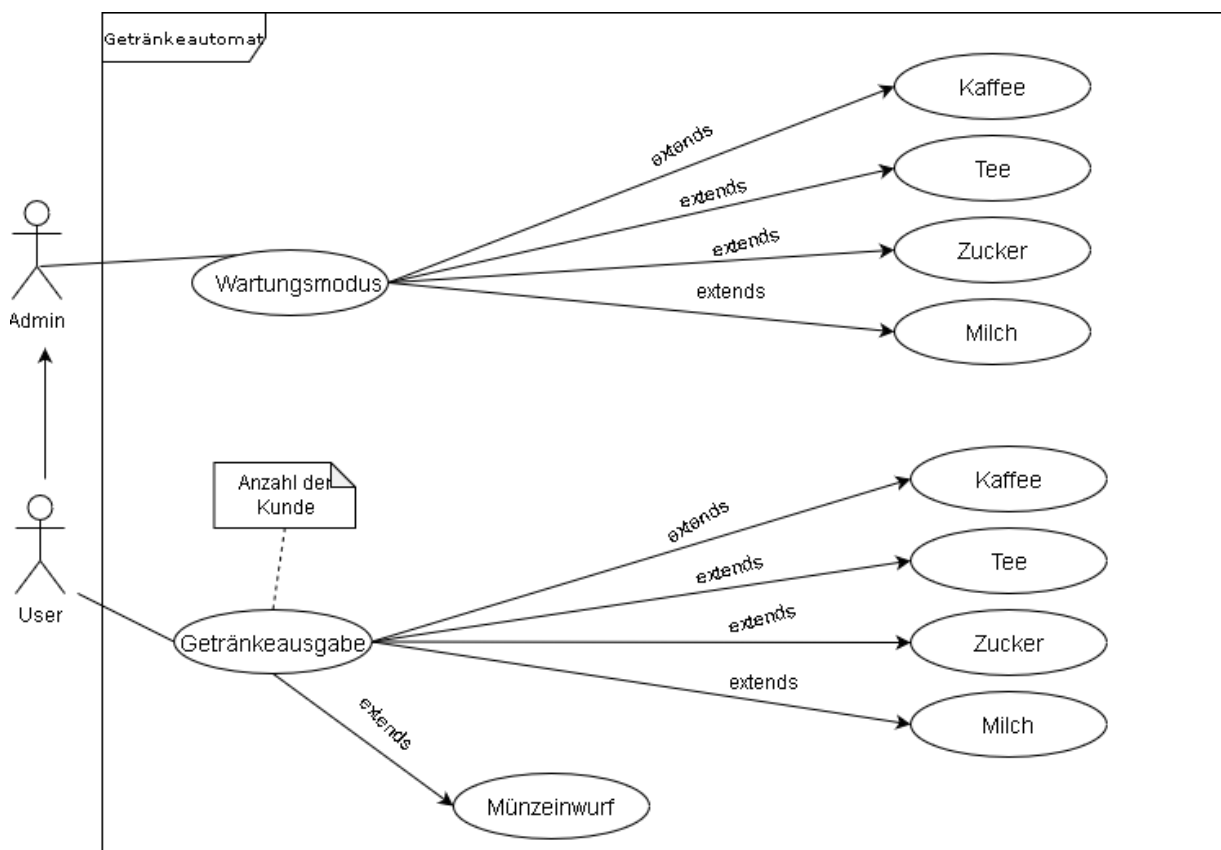 Getränkeautomat
Kaffee
extends
Tee
extends
Zucker
extends
Wartungsmodus
extends
Milch
Admin
Anzahl der
Kunde
Kaffee
extends
Tee
extends
User
Getränkeausgabe
extends
Zucker
extends
Milch
extends
Münzeinwurf